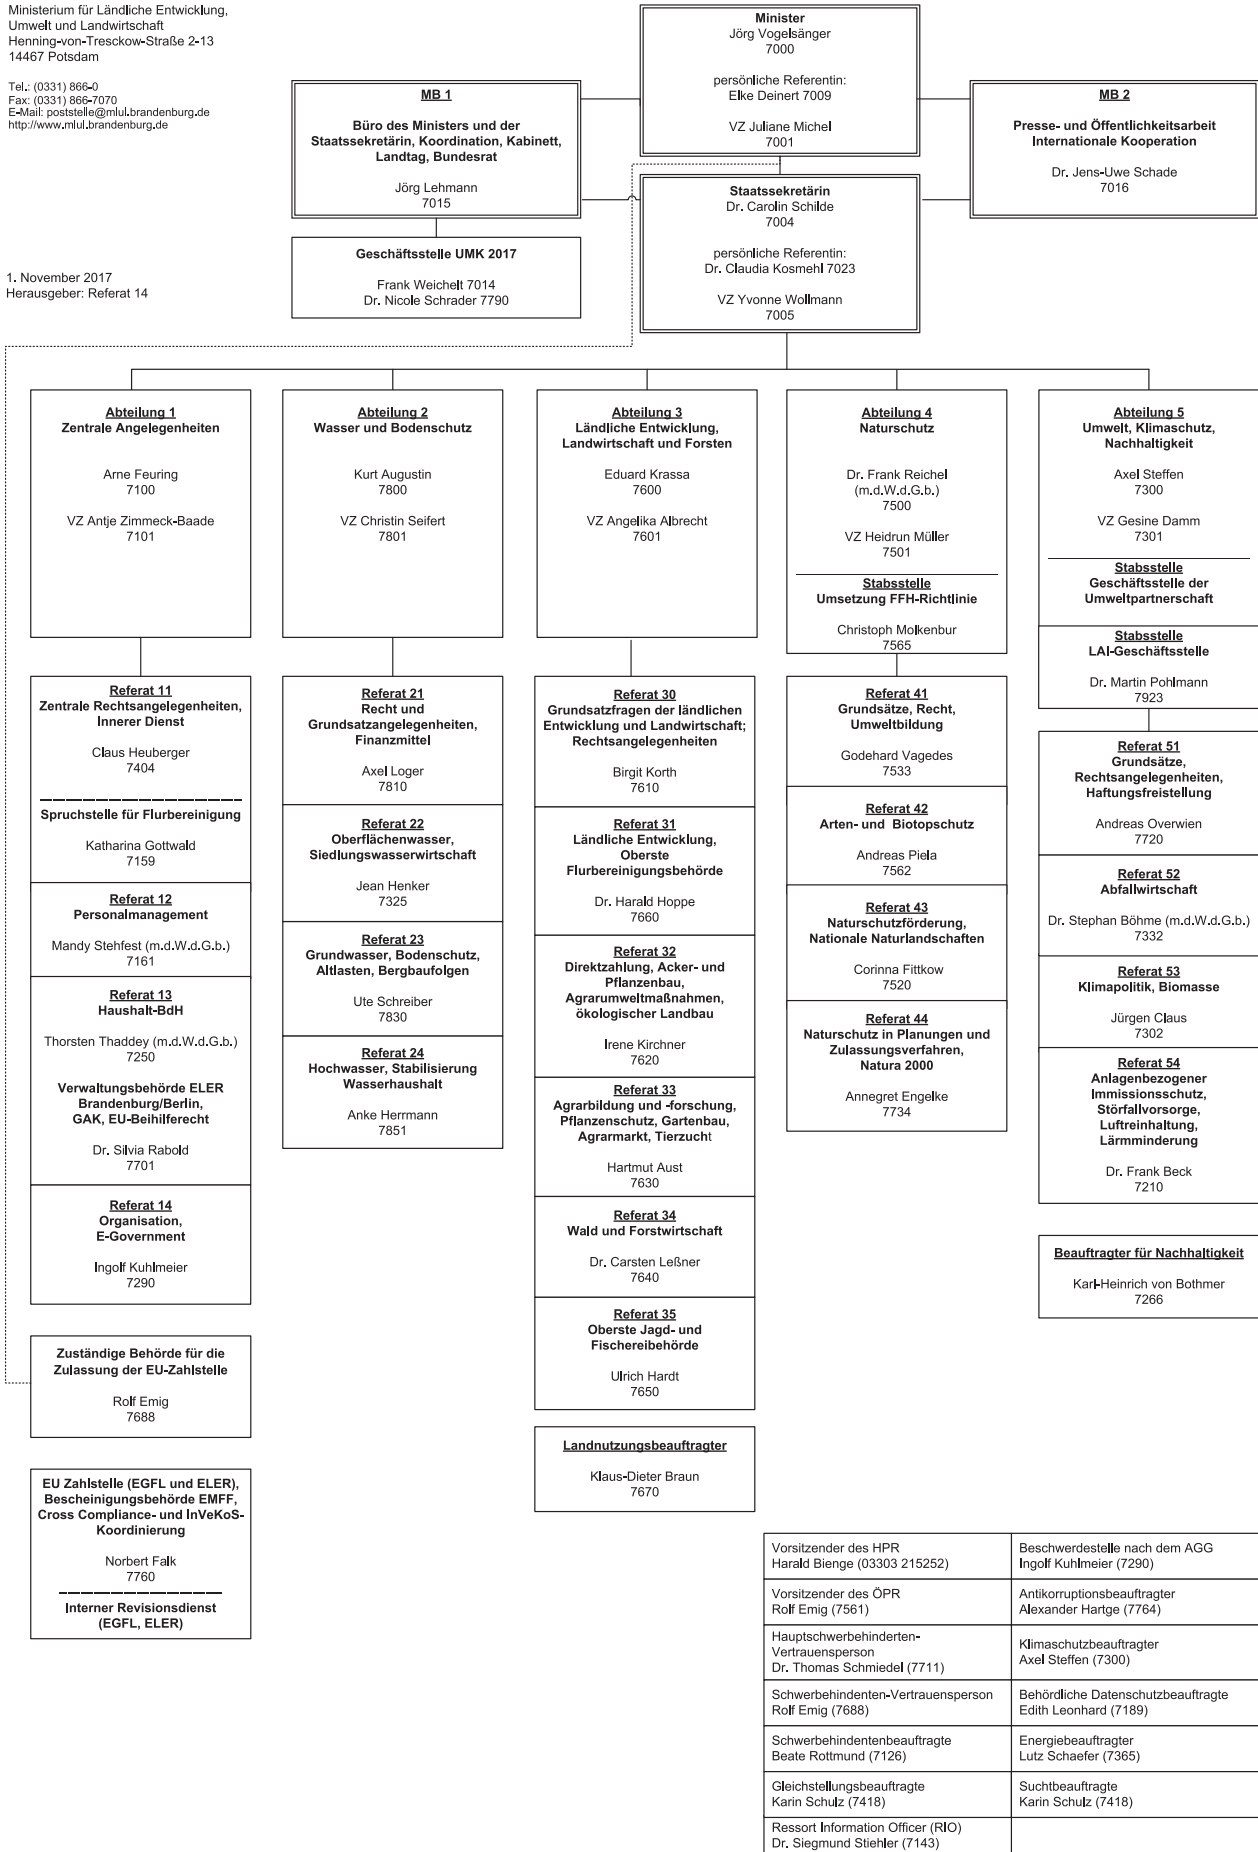 Ministerium für Ländliche Entwicklung,
Umwelt und Landwirtschaft
Henning-von-Tresckow-Straße 2-13
14467 Potsdam
Tel.: (0331) 866-0
Fax: (0331) 866-7070
E-Mail: poststelle@mlul.brandenburg.de
http://www.mlul.brandenburg.de
1. November 2017
Herausgeber: Referat 14
Minister
Jörg Vogelsänger
7000
persönliche Referentin:
Elke Deinert 7009
VZ Juliane Michel
7001
MB 1
Büro des Ministers und der
Staatssekretärin, Koordination, Kabinett,
Landtag, Bundesrat
Jörg Lehmann
7015
MB 2
Presse- und Öffentlichkeitsarbeit
Internationale Kooperation
Dr. Jens-Uwe Schade
7016
Staatssekretärin
Dr. Carolin Schilde
7004
persönliche Referentin:
Dr. Claudia Kosmehl 7023
VZ Yvonne Wollmann
7005
Geschäftsstelle UMK 2017
Frank Weichelt 7014
Dr. Nicole Schrader 7790
Abteilung 1
Zentrale Angelegenheiten
Arne Feuring
7100
VZ Antje Zimmeck-Baade
7101
Referat 11
Zentrale Rechtsangelegenheiten,
Innerer Dienst
Claus Heuberger
7404
Spruchstelle für Flurbereinigung
Katharina Gottwald
7159
Referat 12
Personalmanagement
Mandy Stehfest (m.d.W.d.G.b.)
7161
Referat 13
Haushalt-BdH
Thorsten Thaddey (m.d.W.d.G.b.)
7250
Verwaltungsbehörde ELER
Brandenburg/Berlin,
GAK, EU-Beihilferecht
Dr. Silvia Rabold
7701
Referat 14
Organisation,
E-Government
Ingolf Kuhlmeier
7290
Zuständige Behörde für die
Zulassung der EU-Zahlstelle
Rolf Emig
7688
EU Zahlstelle (EGFL und ELER),
Bescheinigungsbehörde EMFF,
Cross Compliance- und InVeKoS-
Koordinierung
Norbert Falk
7760
Interner Revisionsdienst
(EGFL, ELER)
Abteilung 2
Wasser und Bodenschutz
Kurt Augustin
7800
VZ Christin Seifert
7801
Referat 21
Recht und
Grundsatzangelegenheiten,
Finanzmittel
Axel Loger
7810
Referat 22
Oberflächenwasser,
Siedlungswasserwirtschaft
Jean Henker
7325
Referat 23
Grundwasser, Bodenschutz,
Altlasten, Bergbaufolgen
Ute Schreiber
7830
Referat 24
Hochwasser, Stabilisierung
Wasserhaushalt
Anke Herrmann
7851
Abteilung 3
Ländliche Entwicklung,
Landwirtschaft und Forsten
Eduard Krassa
7600
VZ Angelika Albrecht
7601
Referat 30
Grundsatzfragen der ländlichen
Entwicklung und Landwirtschaft;
Rechtsangelegenheiten
Birgit Korth
7610
Referat 31
Ländliche Entwicklung,
Oberste
Flurbereinigungsbehörde
Dr. Harald Hoppe
7660
Referat 32
Direktzahlung, Acker- und
Pflanzenbau,
Agrarumweltmaßnahmen,
ökologischer Landbau
Irene Kirchner
7620
Referat 33
Agrarbildung und -forschung,
Pflanzenschutz, Gartenbau,
Agrarmarkt, Tierzucht
Hartmut Aust
7630
Referat 34
Wald und Forstwirtschaft
Dr. Carsten Leßner
7640
Referat 35
Oberste Jagd- und
Fischereibehörde
Ulrich Hardt
7650
Landnutzungsbeauftragter
Klaus-Dieter Braun
7670
Abteilung 4
Naturschutz
Dr. Frank Reichel
(m.d.W.d.G.b.)
7500
VZ Heidrun Müller
7501
Stabsstelle
Umsetzung FFH-Richtlinie
Christoph Molkenbur
7565
Referat 41
Grundsätze, Recht,
Umweltbildung
Godehard Vagedes
7533
Referat 42
Arten- und Biotopschutz
Andreas Piela
7562
Referat 43
Naturschutzförderung,
Nationale Naturlandschaften
Corinna Fittkow
7520
Referat 44
Naturschutz in Planungen und
Zulassungsverfahren,
Natura 2000
Annegret Engelke
7734
Abteilung 5
Umwelt, Klimaschutz,
Nachhaltigkeit
Axel Steffen
7300
VZ Gesine Damm
7301
Stabsstelle
Geschäftsstelle der
Umweltpartnerschaft
Stabsstelle
LAI-Geschäftsstelle
Dr. Martin Pohlmann
7923
Referat 51
Grundsätze,
Rechtsangelegenheiten,
Haftungsfreistellung
Andreas Overwien
7720
Referat 52
Abfallwirtschaft
Dr. Stephan Böhme (m.d.W.d.G.b.)
7332
Referat 53
Klimapolitik, Biomasse
Jürgen Claus
7302
Referat 54
Anlagenbezogener
Immissionsschutz,
Störfallvorsorge,
Luftreinhaltung,
Lärmminderung
Dr. Frank Beck
7210
Beauftragter für Nachhaltigkeit
Karl-Heinrich von Bothmer
7266
Vorsitzender des HPR
Harald Bienge (03303 215252)
Beschwerdestelle nach dem AGG
Ingolf Kuhlmeier (7290)
Vorsitzender des ÖPR
Rolf Emig (7561)
Antikorruptionsbeauftragter
Alexander Hartge (7764)
Hauptschwerbehinderten-
Vertrauensperson
Dr. Thomas Schmiedel (7711)
Klimaschutzbeauftragter
Axel Steffen (7300)
Schwerbehindenten-Vertrauensperson
Rolf Emig (7688)
Behördliche Datenschutzbeauftragte
Edith Leonhard (7189)
Schwerbehindentenbeauftragte
Beate Rottmund (7126)
Energiebeauftragter
Lutz Schaefer (7365)
Gleichstellungsbeauftragte
Karin Schulz (7418)
Suchtbeauftragte
Karin Schulz (7418)
Ressort Information Officer (RIO)
Dr. Siegmund Stiehler (7143)